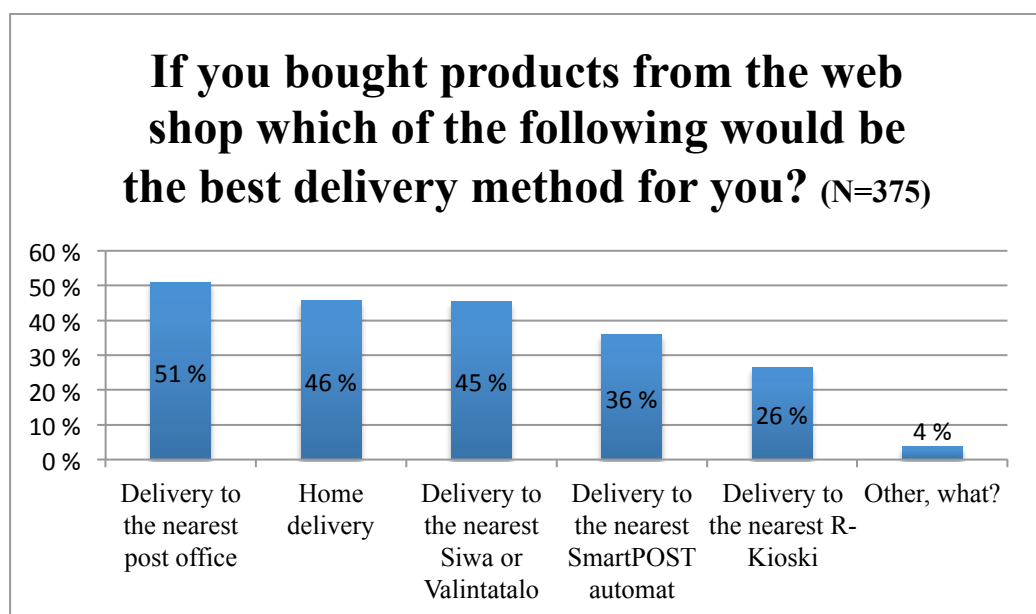 If you bought products from the web
shop which of the following would be
the best delivery method for you? (N=375)
60 %
50 %
40 %
30 %
20 %
10 %
0 %
51 %
46 %
45 %
36 %
26 %
4 %
Delivery to
the nearest
post office
Home
delivery
Delivery to
the nearest
Siwa or
Valintatalo
Delivery to
the nearest
SmartPOST
automat
Delivery to
the nearest R-
Kioski
Other, what?